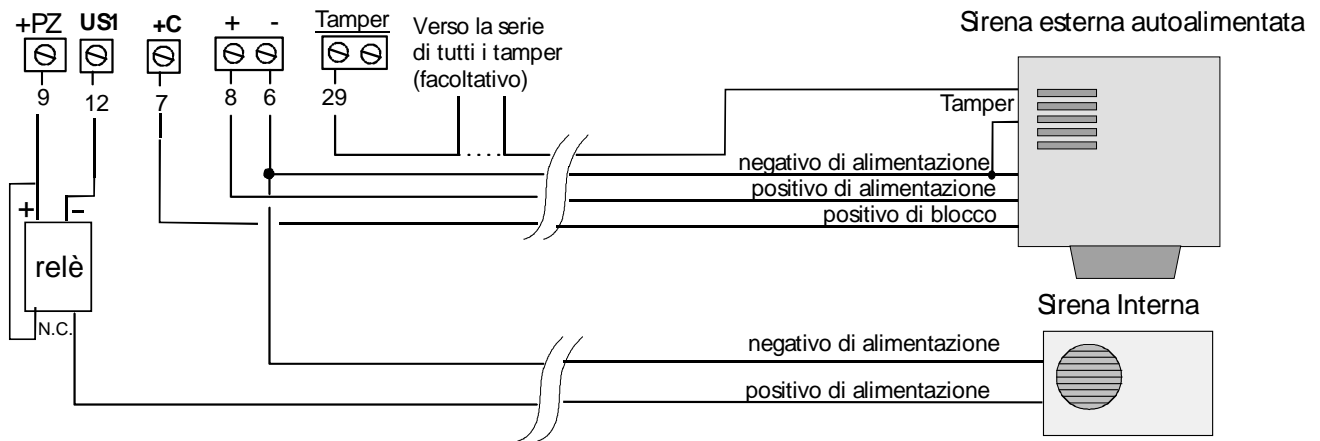 +PZ US1 +C + - Tamper
9 12 7 8 6 29
Verso la serie
di tutti i tamper
(facoltativo)
Sirena esterna autoalimentata
Tamper
negativo di alimentazione
positivo di alimentazione
positivo di blocco
+ -
relè
N.C.
Sirena Interna
negativo di alimentazione
positivo di alimentazione